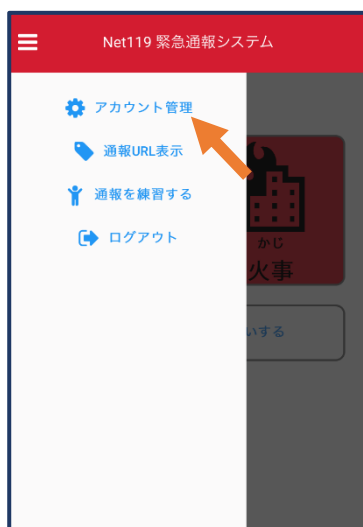 Net119 緊急通報システム
アカウント管理
通報URL表示
通報を練習する
ログアウト
かじ
火事
いする